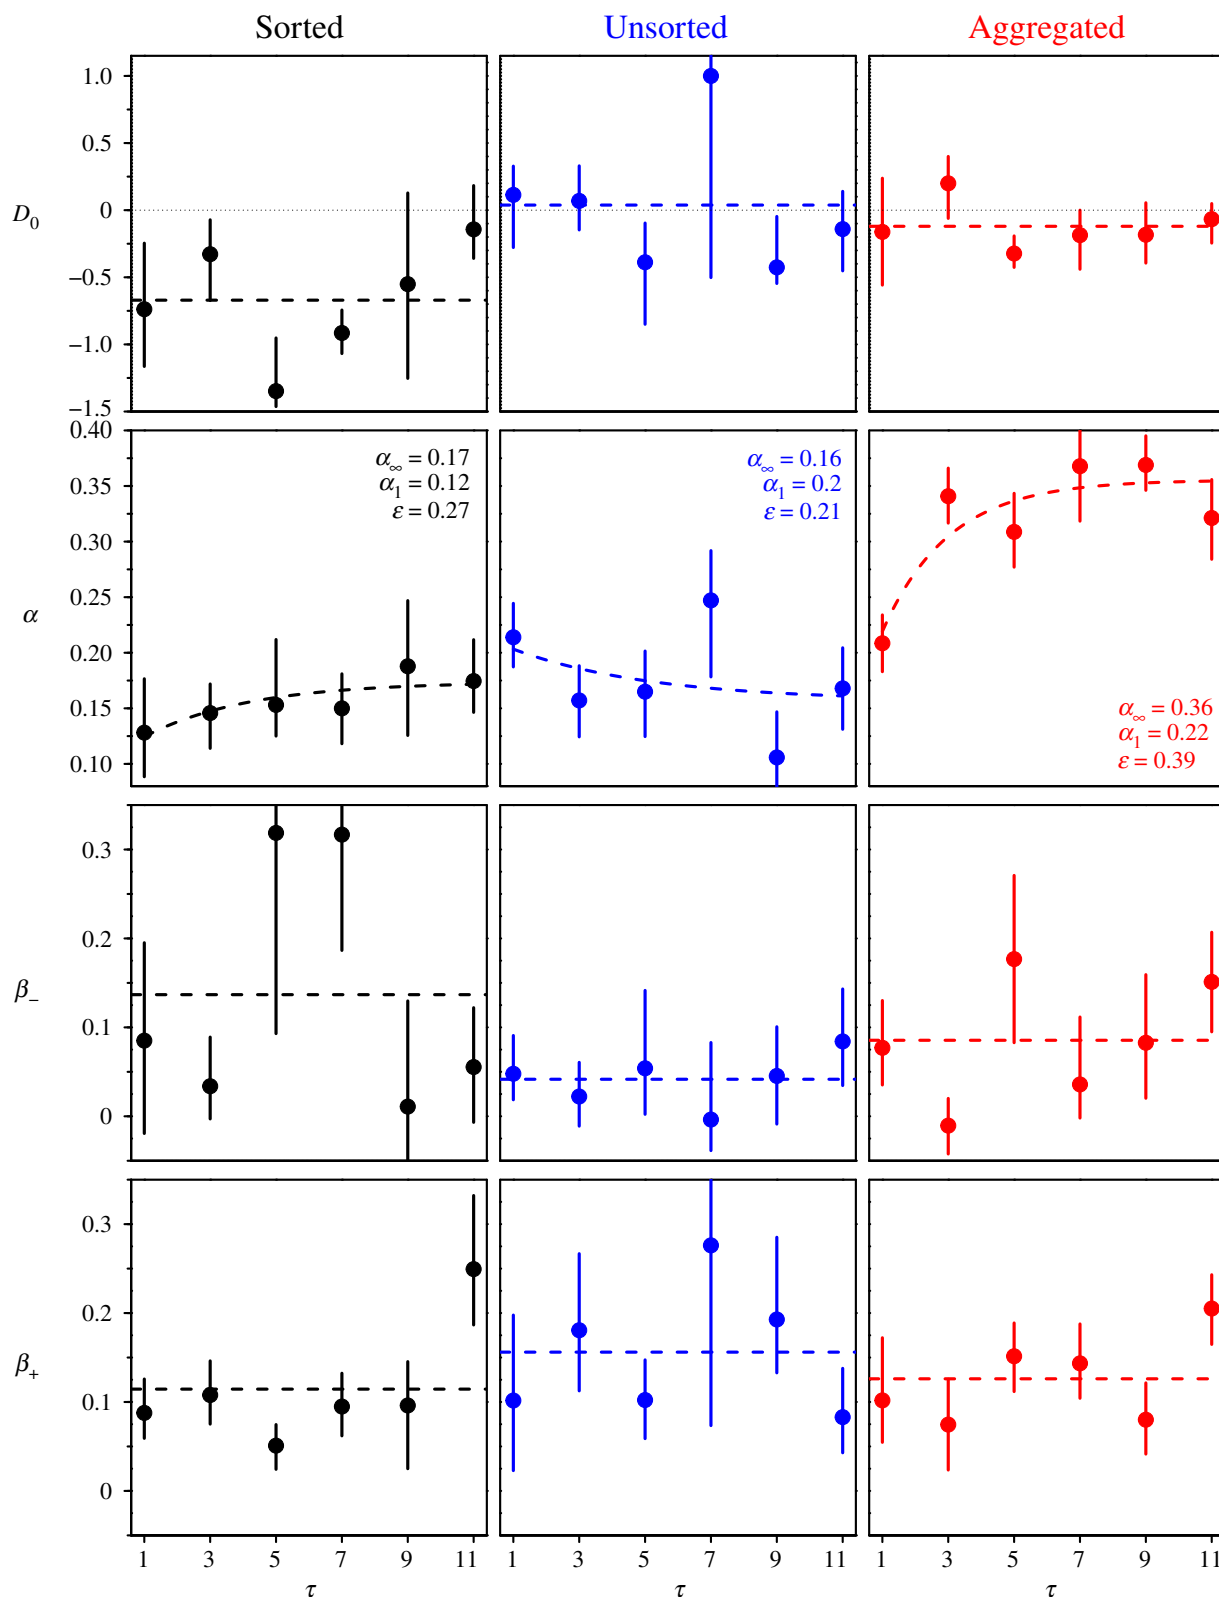 Sorted Unsorted Aggregated
1.0
0.5
D₀ 0
−0.5
−1.0
−1.5
0.40
α∞ = 0.17 α∞ = 0.16
α₁ = 0.12 α₁ = 0.2
ε = 0.27 ε = 0.21
0.35
0.30
0.25
α
0.20
0.15
0.10
α∞ = 0.36
α₁ = 0.22
ε = 0.39
0.3
0.2
β₋
0.1
0
0.3
0.2
β₊
0.1
0
1 3 5 7 9 11 1 3 5 7 9 11 1 3 5 7 9 11
τ τ τ